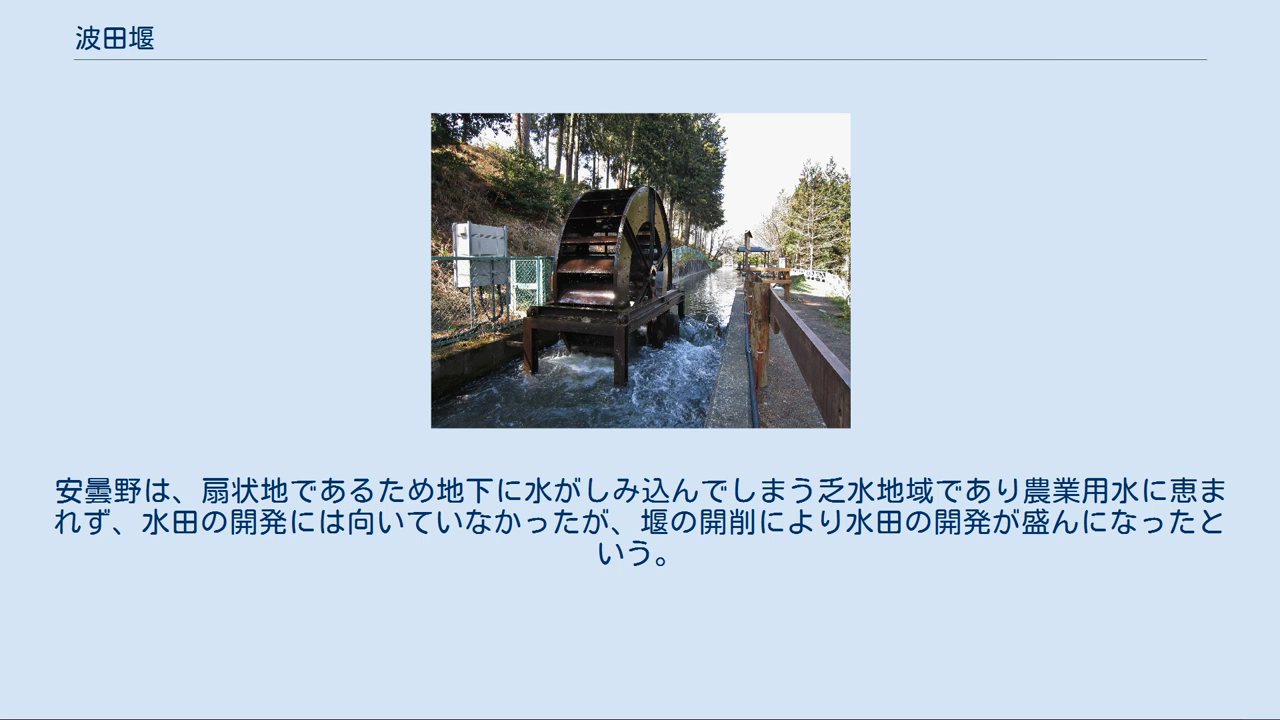 波田堰
安曇野は、扇状地であるため地下に水がしみ込んでしまう乏水地域であり農業用水に恵ま
れず、水田の開発には向いていなかったが、堰の開削により水田の開発が盛んになったと
いう。